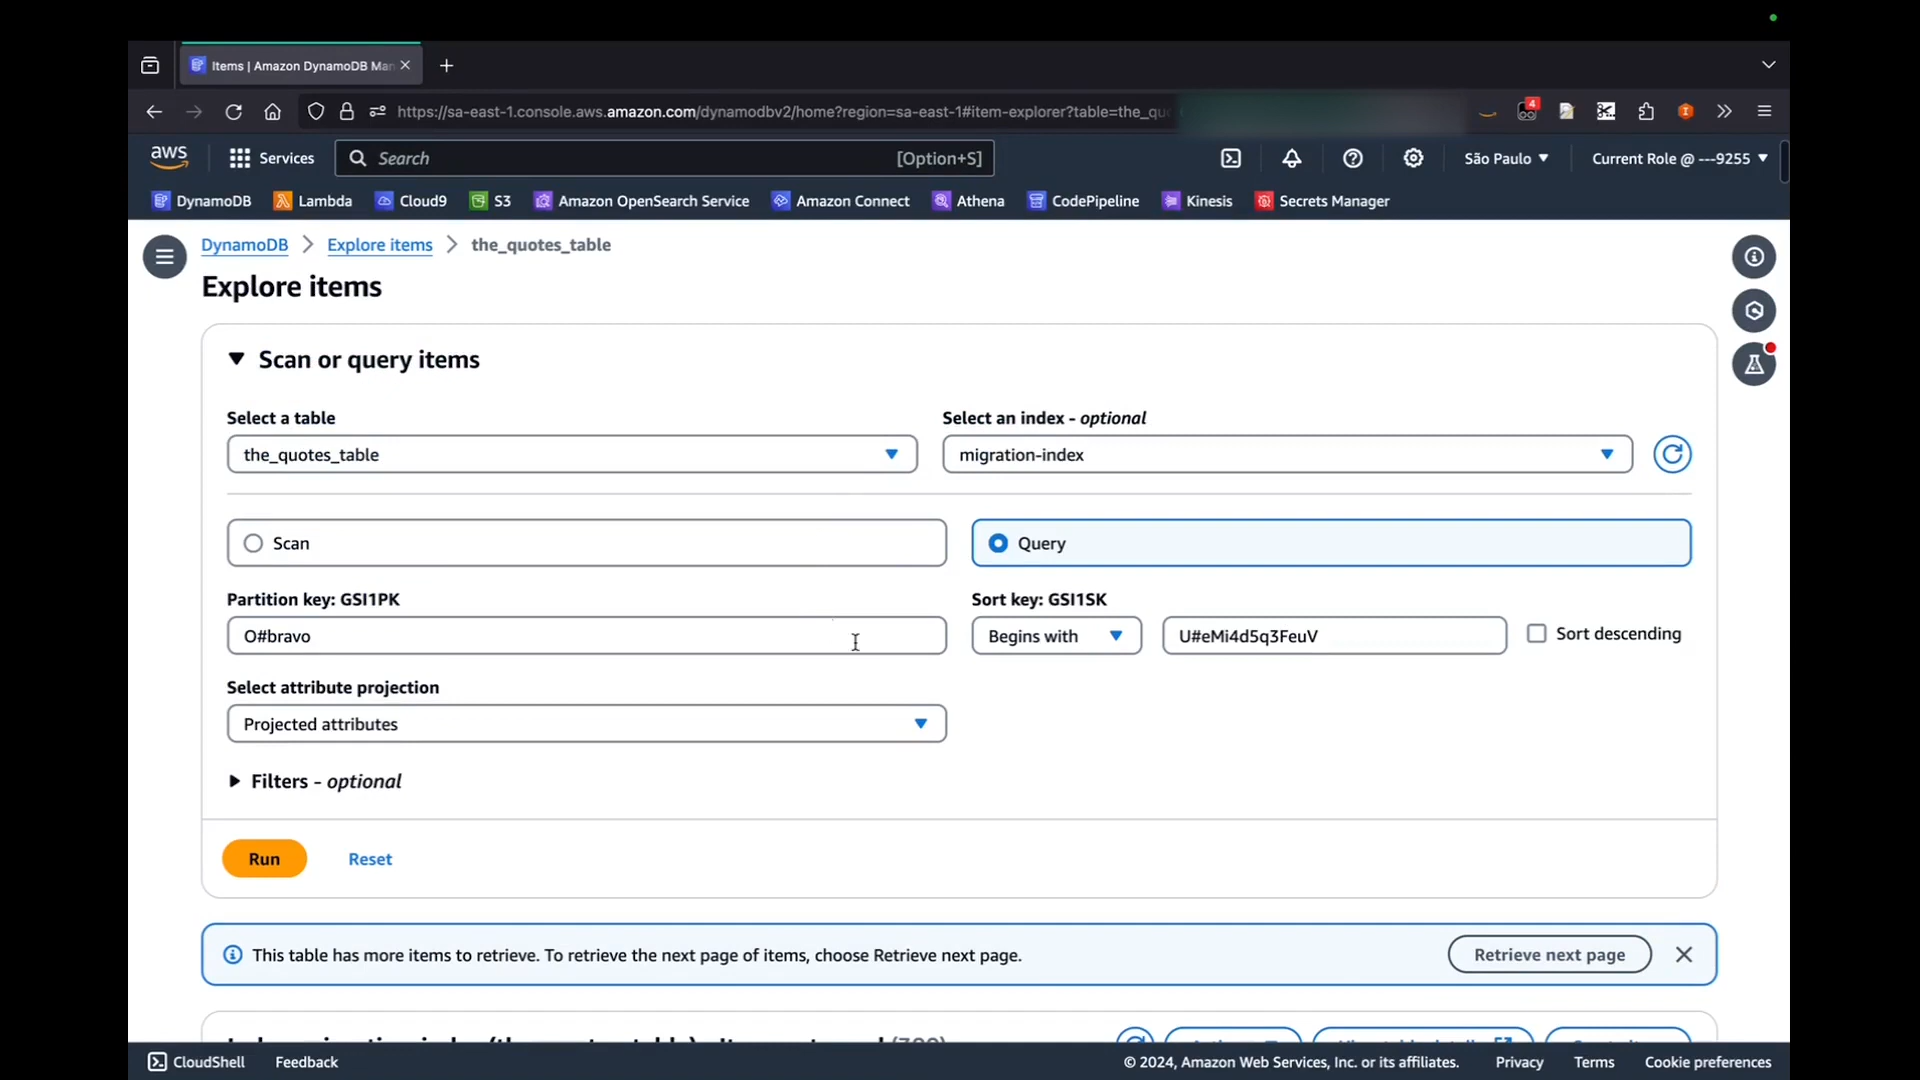 Items | Amazon DynamoDB Man
https://sa-east-1.console.aws.amazon.com/dynamodbv2/home?region=sa-east-1#item-explorer?table=the_quo
4
aws Services Search [Option+S] São Paulo Current Role @ ---9255
DynamoDB Lambda Cloud9 S3 Amazon OpenSearch Service Amazon Connect Athena CodePipeline Kinesis Secrets Manager
DynamoDB Explore items the_quotes_table
Explore items
Scan or query items
Select a table Select an index - optional
the_quotes_table migration-index
Scan Query
Partition key: GSI1PK Sort key: GSI1SK
O#bravo Begins with U#eMi4d5q3FeuV Sort descending
Select attribute projection
Projected attributes
Filters - optional
Run Reset
This table has more items to retrieve. To retrieve the next page of items, choose Retrieve next page. Retrieve next page
CloudShell Feedback © 2024, Amazon Web Services, Inc. or its affiliates. Privacy Terms Cookie preferences